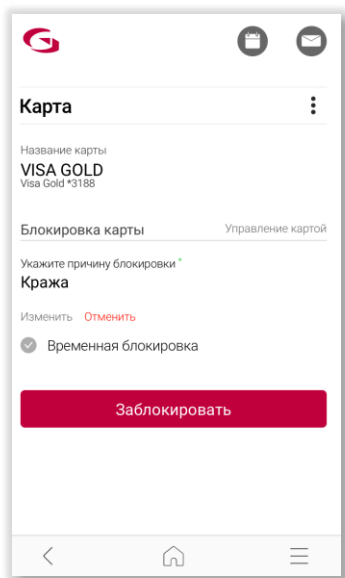 Карта
Название карты
VISA GOLD
Visa Gold *3188
Блокировка карты Управление картой
Укажите причину блокировки *
Кража
Изменить Отменить
Временная блокировка
Заблокировать